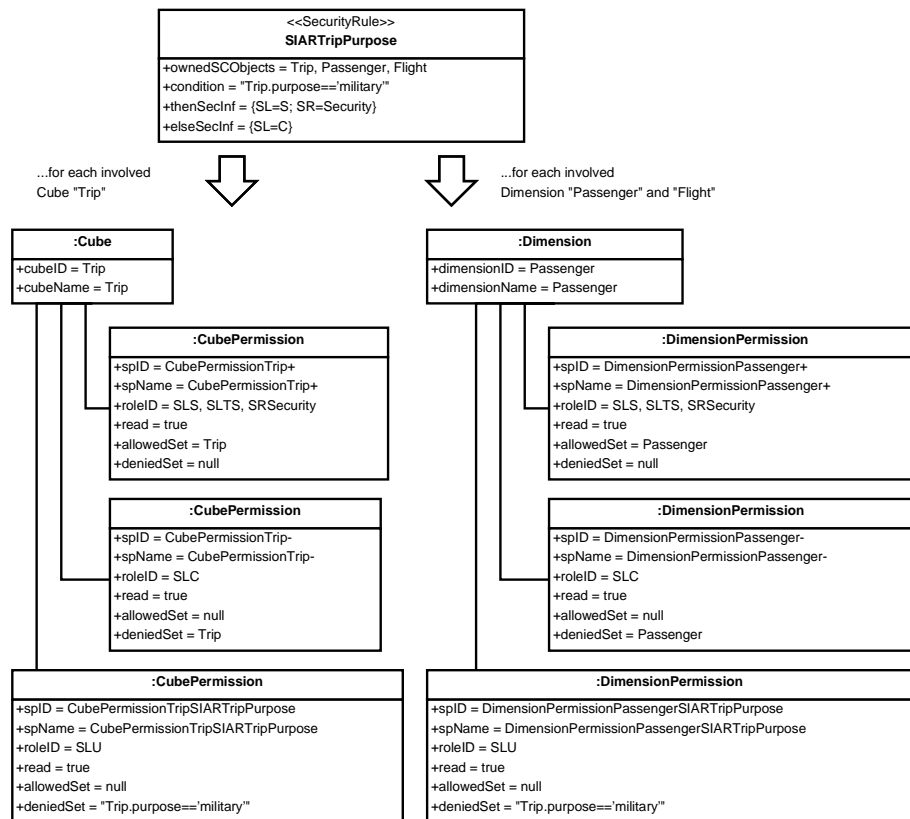 <<SecurityRule>>
SIARTripPurpose
+ownedSCObjects = Trip, Passenger, Flight
+condition = "Trip.purpose=='military'"
+thenSecInf = {SL=S; SR=Security}
+elseSecInf = {SL=C}
...for each involved
Cube "Trip"
...for each involved
Dimension "Passenger" and "Flight"
:Cube
+cubeID = Trip
+cubeName = Trip
:CubePermission
+spID = CubePermissionTrip+
+spName = CubePermissionTrip+
+roleID = SLS, SLTS, SRSecurity
+read = true
+allowedSet = Trip
+deniedSet = null
:CubePermission
+spID = CubePermissionTrip-
+spName = CubePermissionTrip-
+roleID = SLC
+read = true
+allowedSet = null
+deniedSet = Trip
:CubePermission
+spID = CubePermissionTripSIARTripPurpose
+spName = CubePermissionTripSIARTripPurpose
+roleID = SLU
+read = true
+allowedSet = null
+deniedSet = "Trip.purpose=='military'"
:Dimension
+dimensionID = Passenger
+dimensionName = Passenger
:DimensionPermission
+spID = DimensionPermissionPassenger+
+spName = DimensionPermissionPassenger+
+roleID = SLS, SLTS, SRSecurity
+read = true
+allowedSet = Passenger
+deniedSet = null
:DimensionPermission
+spID = DimensionPermissionPassenger-
+spName = DimensionPermissionPassenger-
+roleID = SLC
+read = true
+allowedSet = null
+deniedSet = Passenger
:DimensionPermission
+spID = DimensionPermissionPassengerSIARTripPurpose
+spName = DimensionPermissionPassengerSIARTripPurpose
+roleID = SLU
+read = true
+allowedSet = null
+deniedSet = "Trip.purpose=='military'"